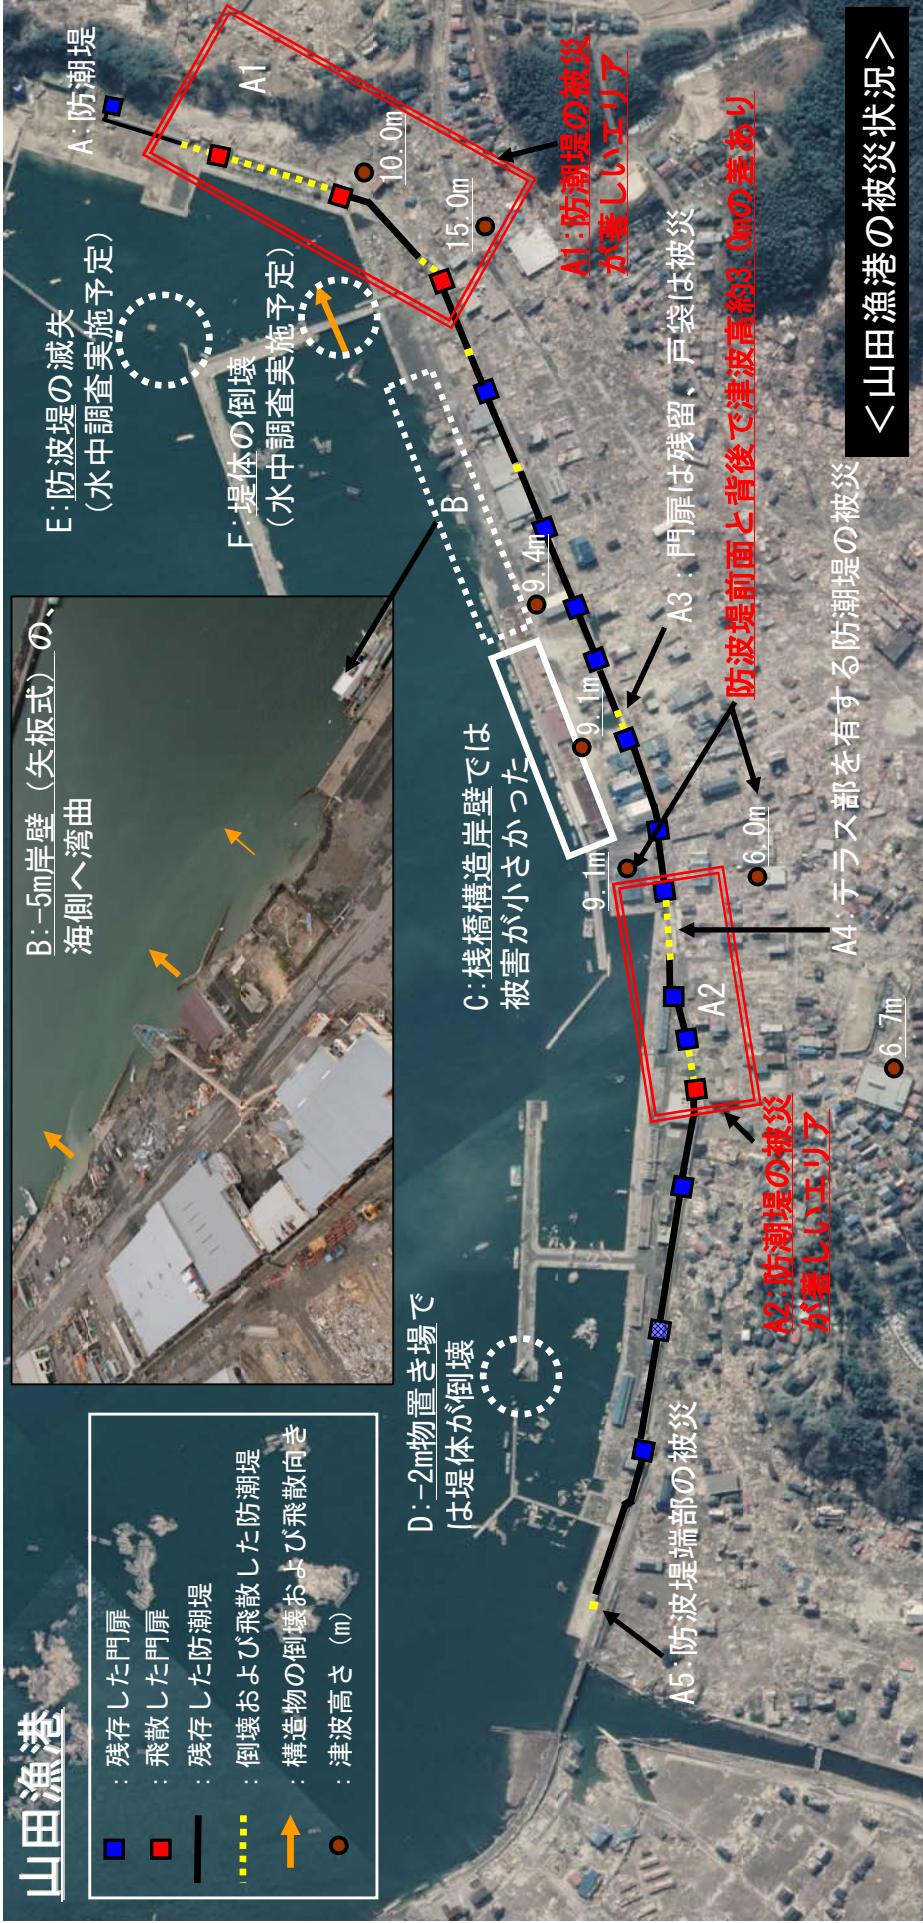 山田漁港
：残存した門扉
：飛散した門扉
：残存した防潮堤
：倒壊および飛散した防潮堤
：構造物の倒壊および飛散向き
：津波高さ（m）
B:-5m岸壁（矢板式）の、
海側へ湾曲
E:防波堤の滅失
（水中調査実施予定）
A:防潮堤
F:堤体の倒壊
（水中調査実施予定）
A1
10.0m
15.0m
B
D:-2m物置き場で
は堤体が倒壊
C:桟橋構造岸壁では
被害が小さかった
9.4m
9.1m
9.1m
A1:防潮堤の被災
が著しいエリア
A3：門扉は残留、戸袋は被災
防波堤前面と背後で津波高約3.0mの差あり
A2
6.0m
A5:防波堤端部の被災
A2:防潮堤の被災
が著しいエリア
A4:テラス部を有する防潮堤の被災
6.7m
＜山田漁港の被災状況＞